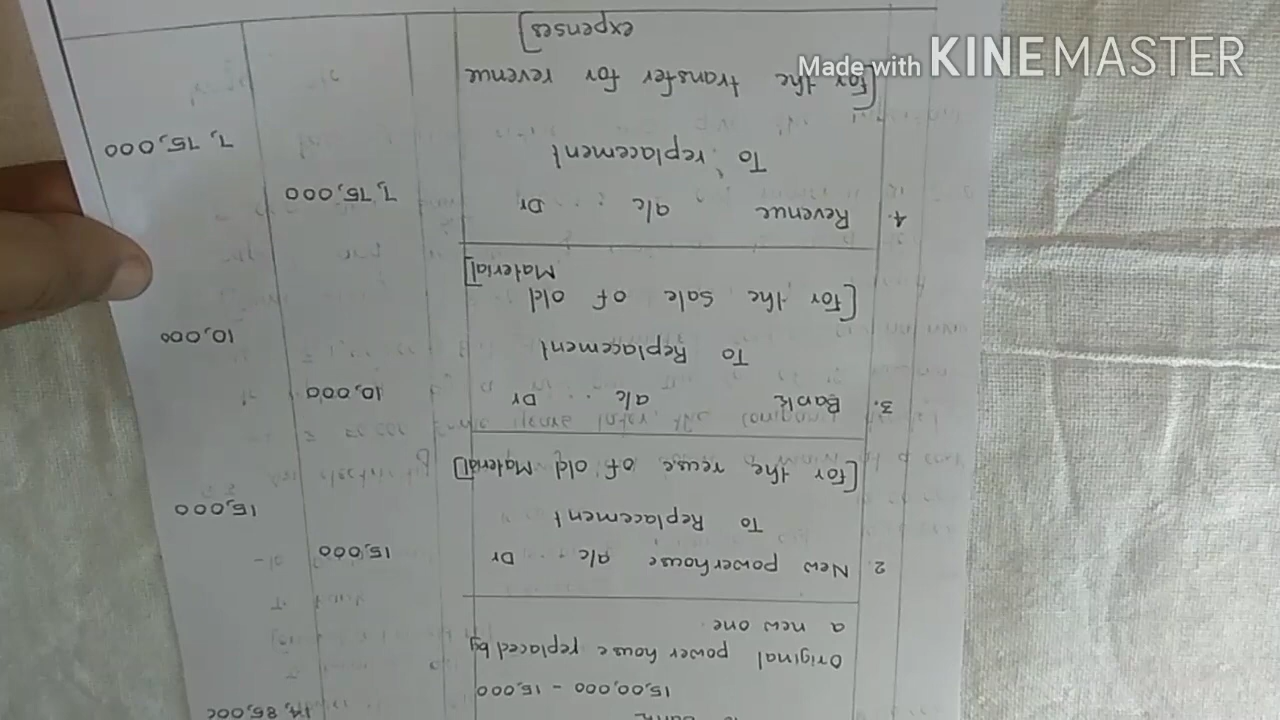 14,85,000
15,00,000 - 15,000
Original power house replaced by
a new one.
2. New powerhouse a/c Dr 15,000
To Replacement 15,000
[for the reuse of old Material]
3. Bank a/c ... Dr 10,000
To Replacement 10,000
[for the sale of old
Material]
4. Revenue a/c ... Dr 7,75,000
To replacement 7,75,000
[for the transfer for revenue
expenses]
Made with KINEMASTER